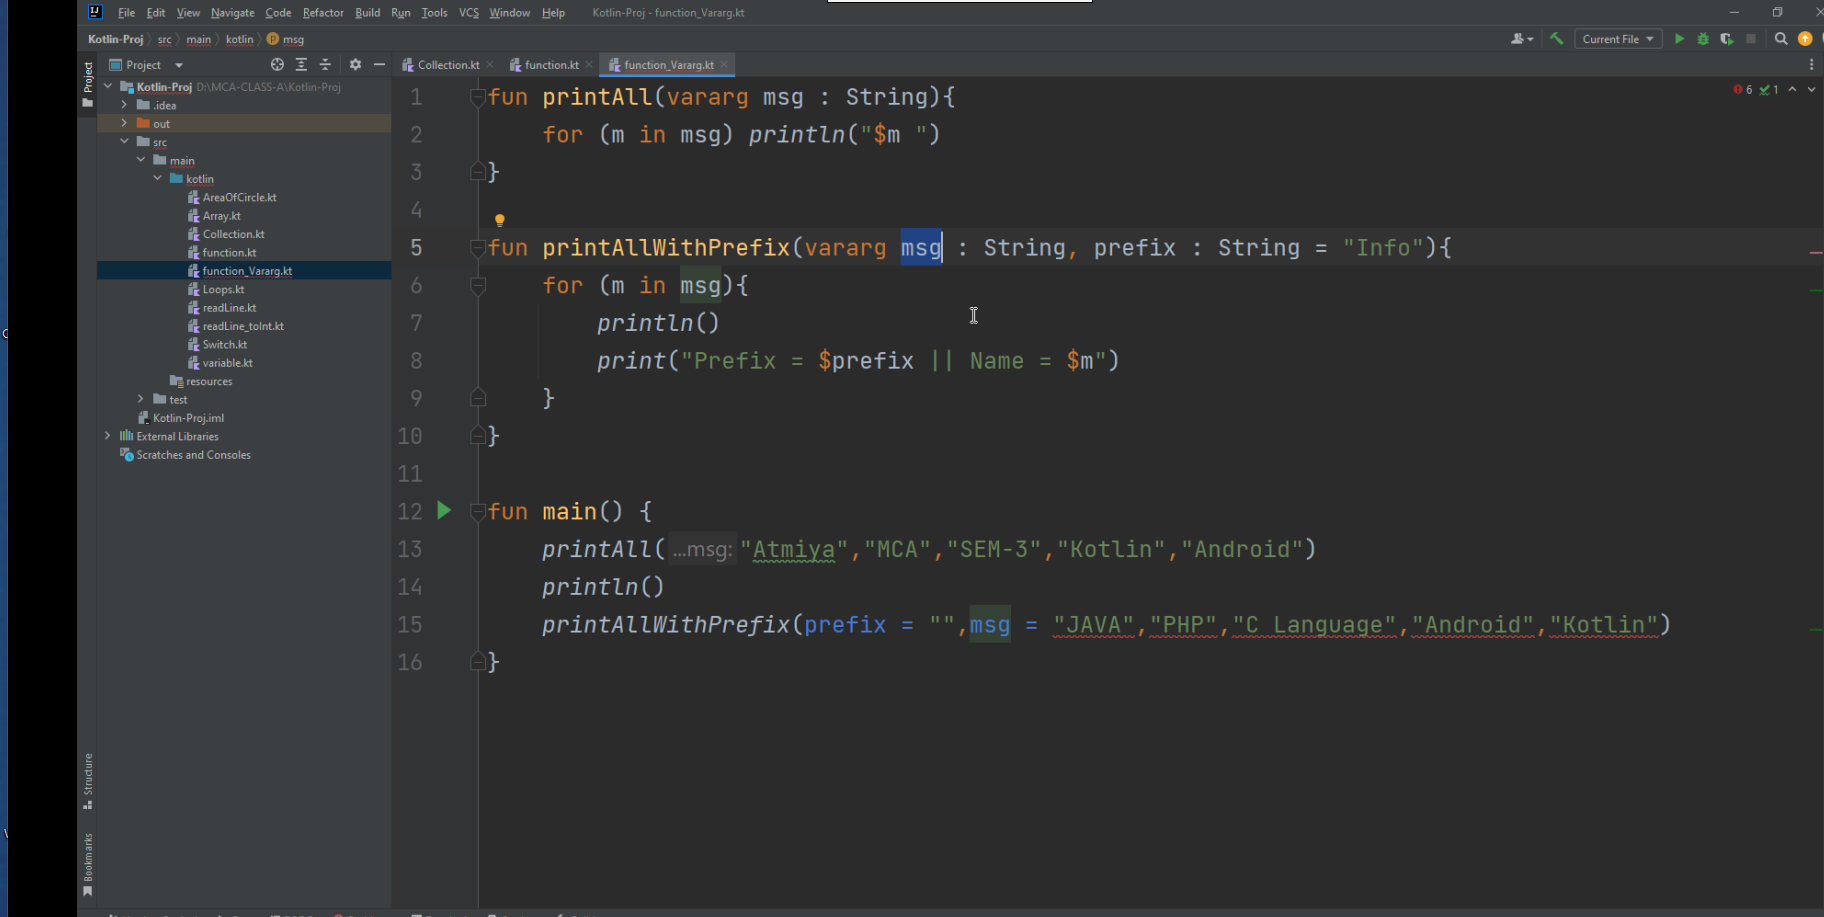 File Edit View Navigate Code Refactor Build Run Tools VCS Window Help Kotlin-Proj - function_Vararg.kt
Kotlin-Proj src main kotlin msg
Current File
Project
Project
Collection.kt function.kt function_Vararg.kt
Kotlin-Proj D:\MCA-CLASS-A\Kotlin-Proj
.idea
out
src
main
kotlin
AreaOfCircle.kt
Array.kt
Collection.kt
function.kt
function_Vararg.kt
Loops.kt
readLine.kt
readLine_toInt.kt
Switch.kt
variable.kt
resources
test
Kotlin-Proj.iml
External Libraries
Scratches and Consoles
Structure
Bookmarks
6 1
1 fun printAll(vararg msg : String){
2 for (m in msg) println("$m ")
3 }
4
5 fun printAllWithPrefix(vararg msg : String, prefix : String = "Info"){
6 for (m in msg){
7 println()
8 print("Prefix = $prefix || Name = $m")
9 }
10 }
11
12 fun main() {
13 printAll( ...msg: "Atmiya","MCA","SEM-3","Kotlin","Android")
14 println()
15 printAllWithPrefix(prefix = "",msg = "JAVA","PHP","C Language","Android","Kotlin")
16 }